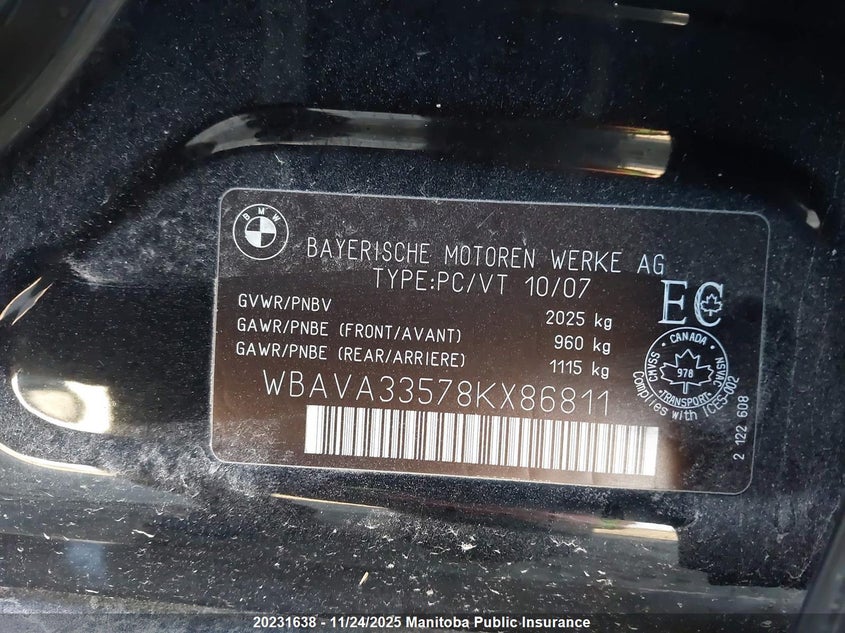 BMW
BAYERISCHE MOTOREN WERKE AG
TYPE:PC/VT 10/07
GVWR/PNBV 2025 kg
GAWR/PNBE (FRONT/AVANT) 960 kg
GAWR/PNBE (REAR/ARRIERE) 1115 kg
WBAVA33578KX86811
EC
CANADA
CMVSS
978
NSVAC
TRANSPORT
Complies with ICES-002
2 122 608
20231638 - 11/24/2025 Manitoba Public Insurance